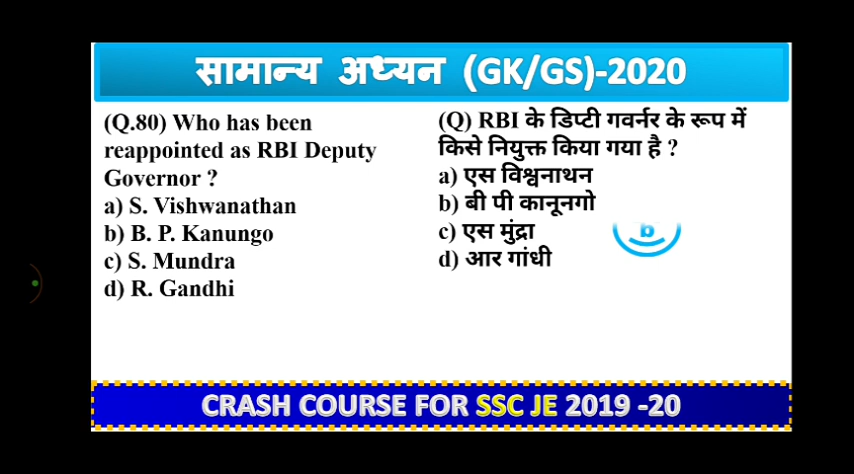 सामान्य अध्यन (GK/GS)-2020
(Q.80) Who has been
reappointed as RBI Deputy
Governor ?
a) S. Vishwanathan
b) B. P. Kanungo
c) S. Mundra
d) R. Gandhi
(Q) RBI के डिप्टी गवर्नर के रूप में
किसे नियुक्त किया गया है ?
a) एस विश्वनाथन
b) बी पी कानूनगो
c) एस मुंद्रा
d) आर गांधी
b
CRASH COURSE FOR SSC JE 2019 -20